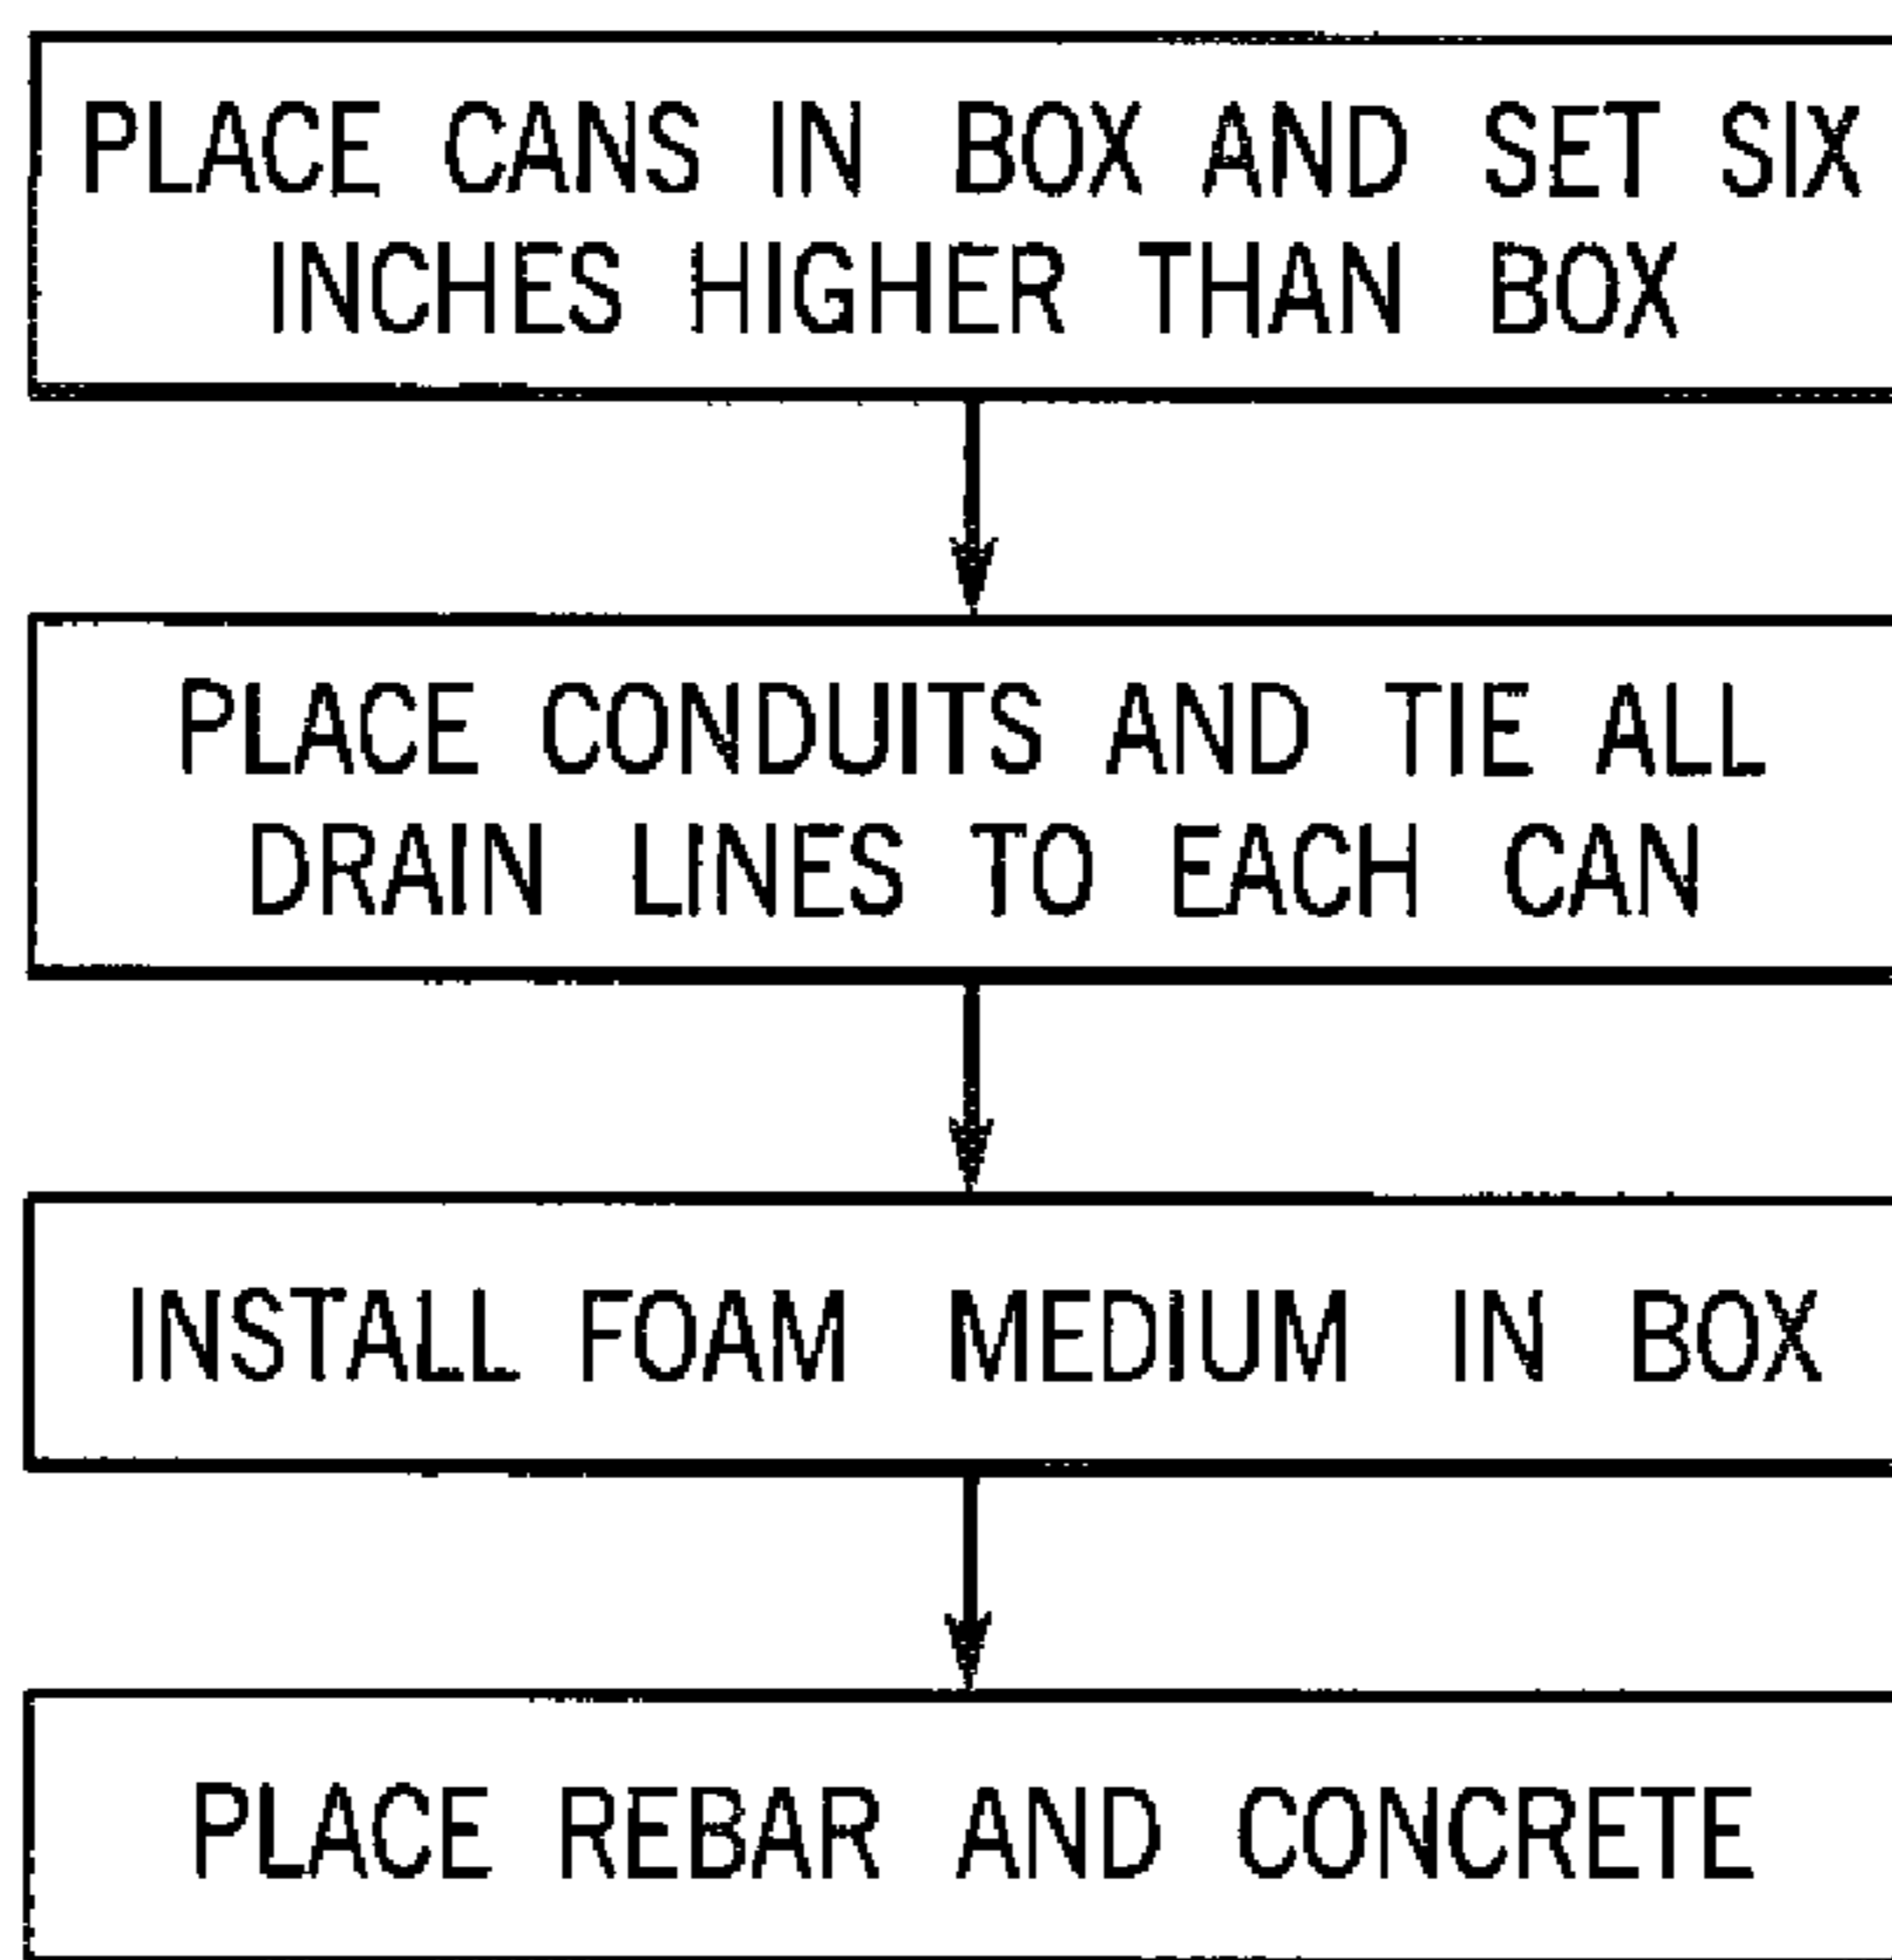 PLACE CANS IN BOX AND SET SIX
INCHES HIGHER THAN BOX
PLACE CONDUITS AND TIE ALL
DRAIN LINES TO EACH CAN
INSTALL FOAM MEDIUM IN BOX
PLACE REBAR AND CONCRETE